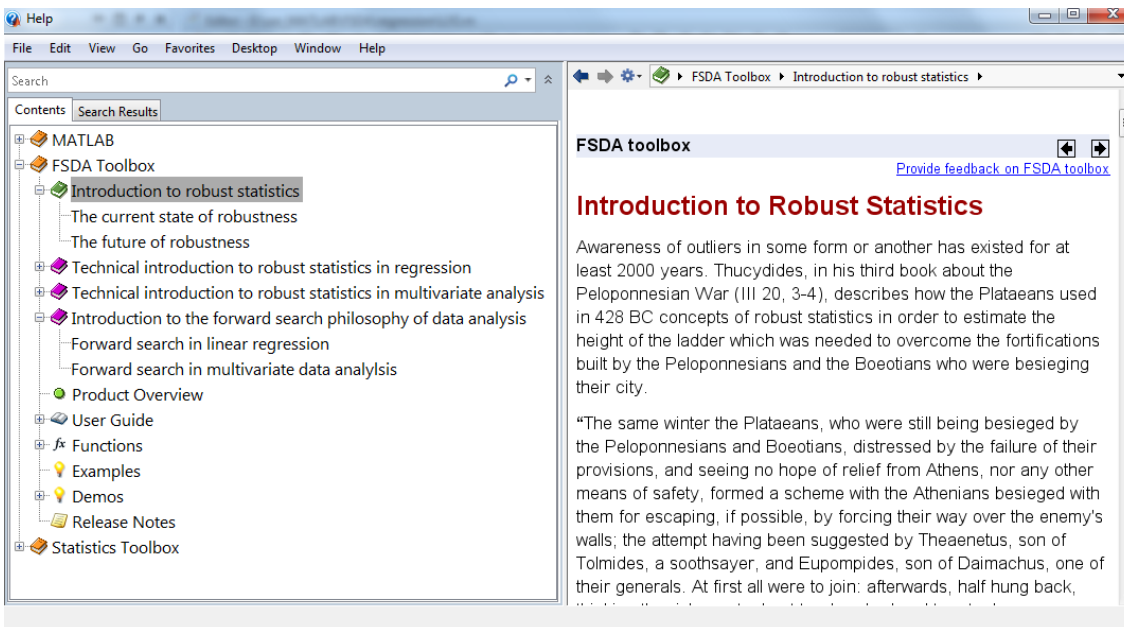 Help
File Edit View Go Favorites Desktop Window Help
Search
Contents Search Results
MATLAB
FSDA Toolbox
Introduction to robust statistics
The current state of robustness
The future of robustness
Technical introduction to robust statistics in regression
Technical introduction to robust statistics in multivariate analysis
Introduction to the forward search philosophy of data analysis
Forward search in linear regression
Forward search in multivariate data analylsis
Product Overview
User Guide
fx Functions
Examples
Demos
Release Notes
Statistics Toolbox
FSDA Toolbox Introduction to robust statistics
FSDA toolbox
Provide feedback on FSDA toolbox
Introduction to Robust Statistics
Awareness of outliers in some form or another has existed for at
least 2000 years. Thucydides, in his third book about the
Peloponnesian War (III 20, 3-4), describes how the Plataeans used
in 428 BC concepts of robust statistics in order to estimate the
height of the ladder which was needed to overcome the fortifications
built by the Peloponnesians and the Boeotians who were besieging
their city.
“The same winter the Plataeans, who were still being besieged by
the Peloponnesians and Boeotians, distressed by the failure of their
provisions, and seeing no hope of relief from Athens, nor any other
means of safety, formed a scheme with the Athenians besieged with
them for escaping, if possible, by forcing their way over the enemy's
walls; the attempt having been suggested by Theaenetus, son of
Tolmides, a soothsayer, and Eupompides, son of Daimachus, one of
their generals. At first all were to join: afterwards, half hung back,